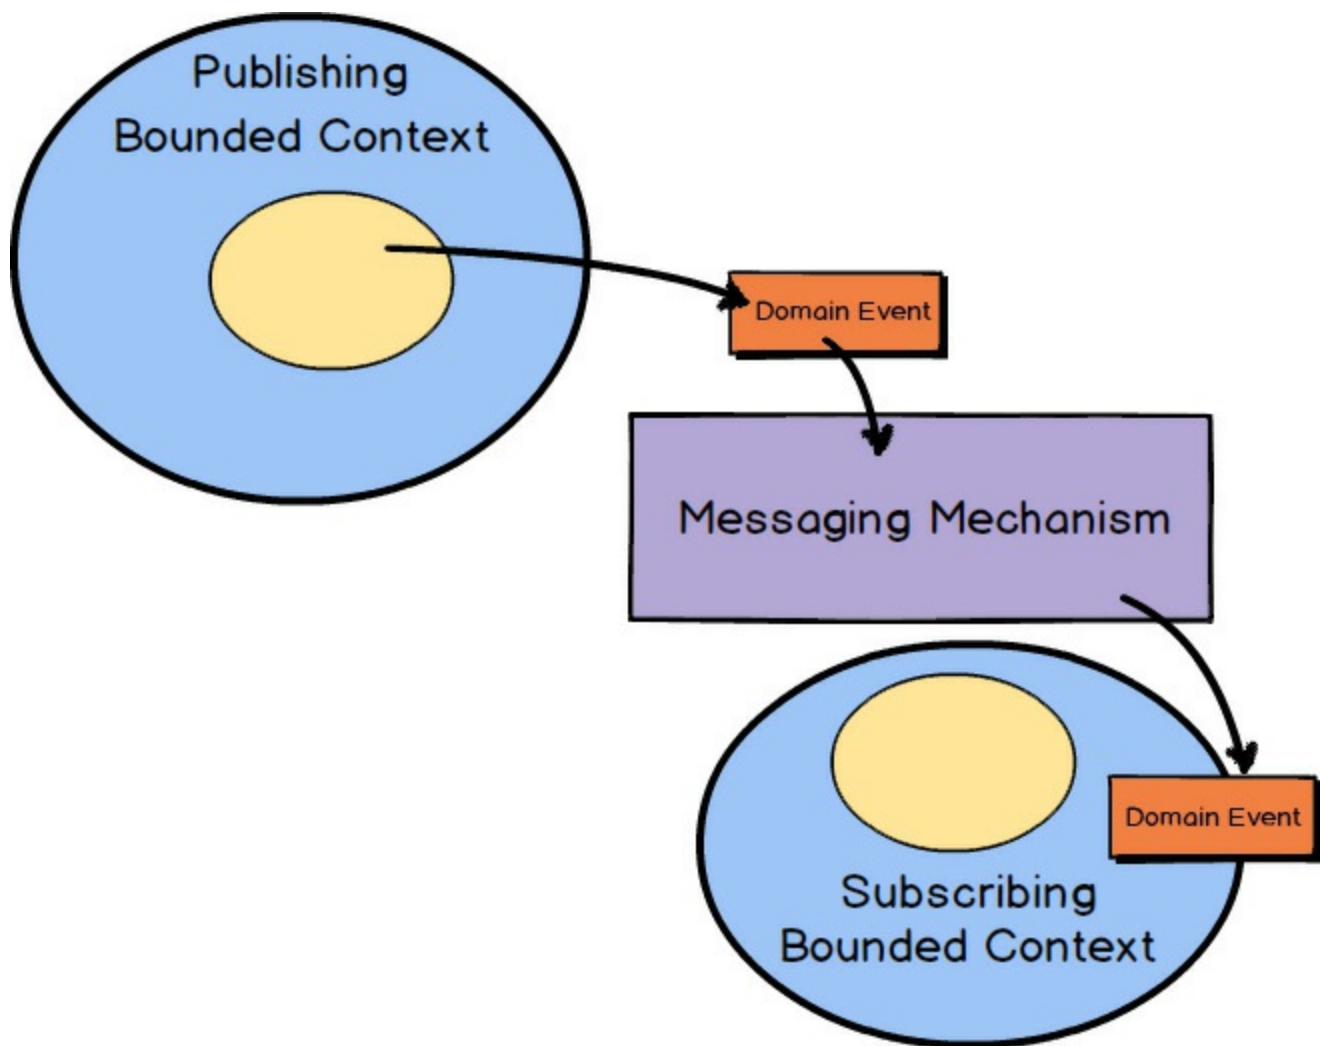 Publishing
Bounded Context
Domain Event
Messaging Mechanism
Domain Event
Subscribing
Bounded Context